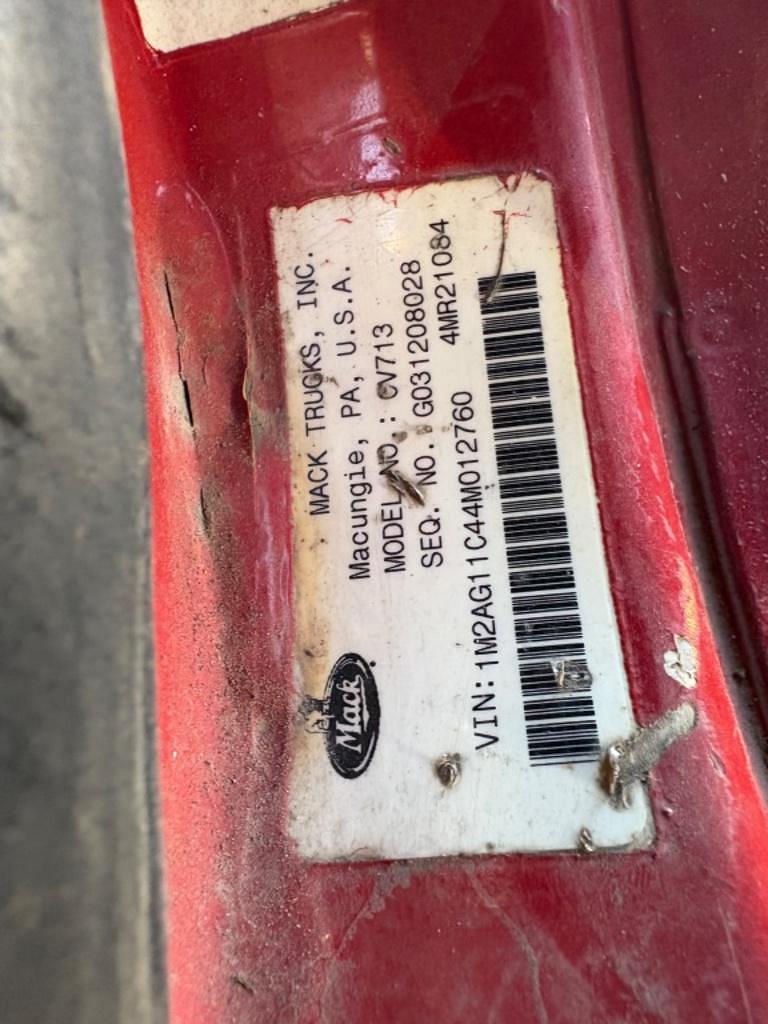 MACK TRUCKS, INC.
Macungie, PA, U.S.A.
MODEL NO.: CV713
SEQ. NO. G031208028
4MR21084
VIN:1M2AG11C44M012760
Mack